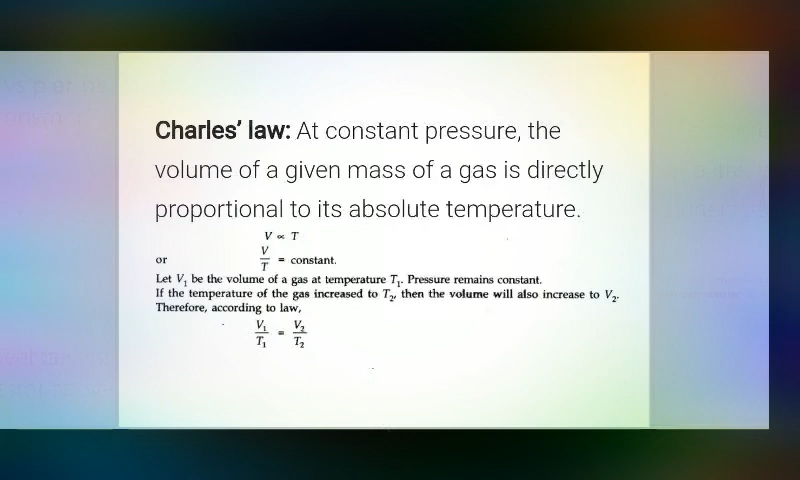 Charles' law: At constant pressure, the
volume of a given mass of a gas is directly
proportional to its absolute temperature.
V ∝ T
or V/T = constant.
Let V₁ be the volume of a gas at temperature T₁. Pressure remains constant.
If the temperature of the gas increased to T₂, then the volume will also increase to V₂.
Therefore, according to law,
V₁/T₁ = V₂/T₂